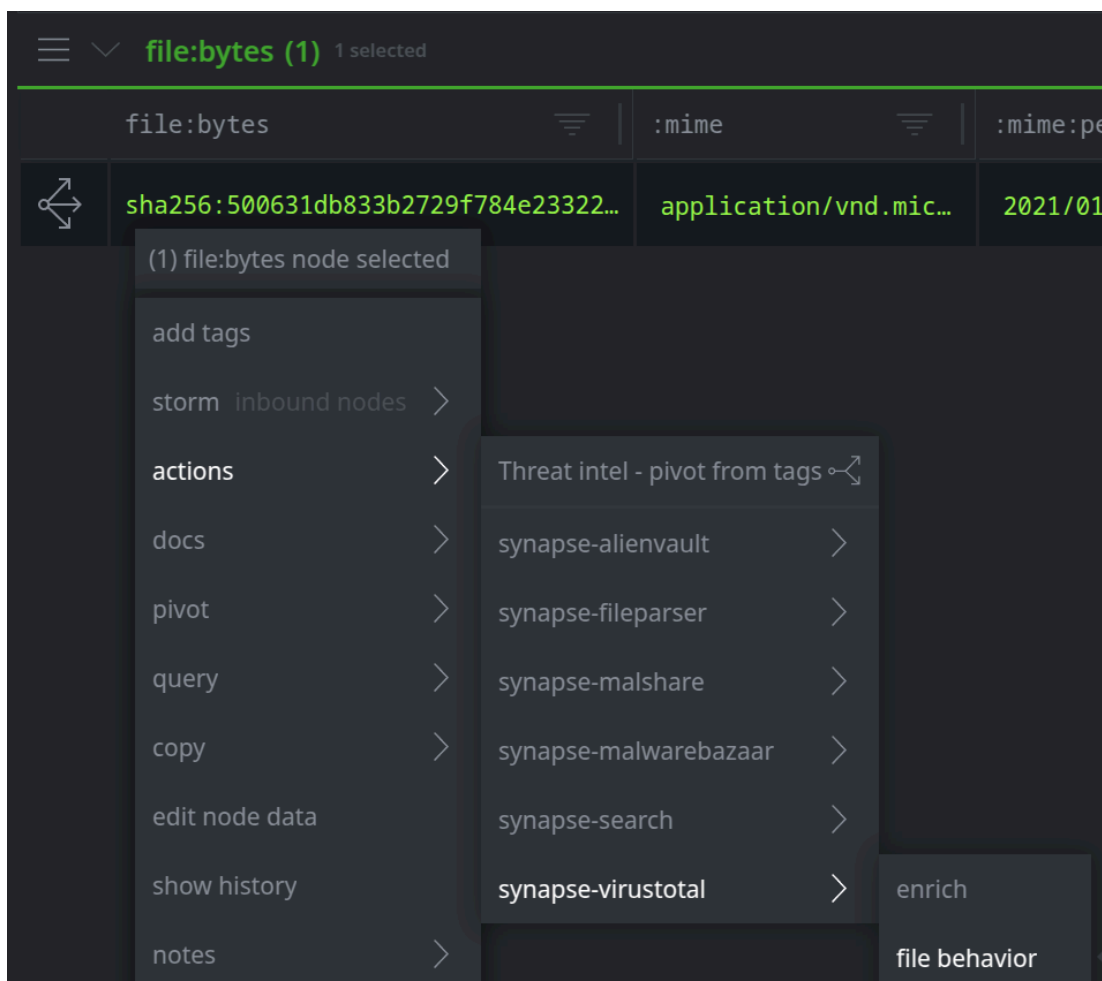 file:bytes (1) 1 selected
file:bytes :mime :mime:pe
sha256:500631db833b2729f784e23322… application/vnd.mic… 2021/01
(1) file:bytes node selected
add tags
storm inbound nodes
actions
docs
pivot
query
copy
edit node data
show history
notes
Threat intel - pivot from tags
synapse-alienvault
synapse-fileparser
synapse-malshare
synapse-malwarebazaar
synapse-search
synapse-virustotal
enrich
file behavior